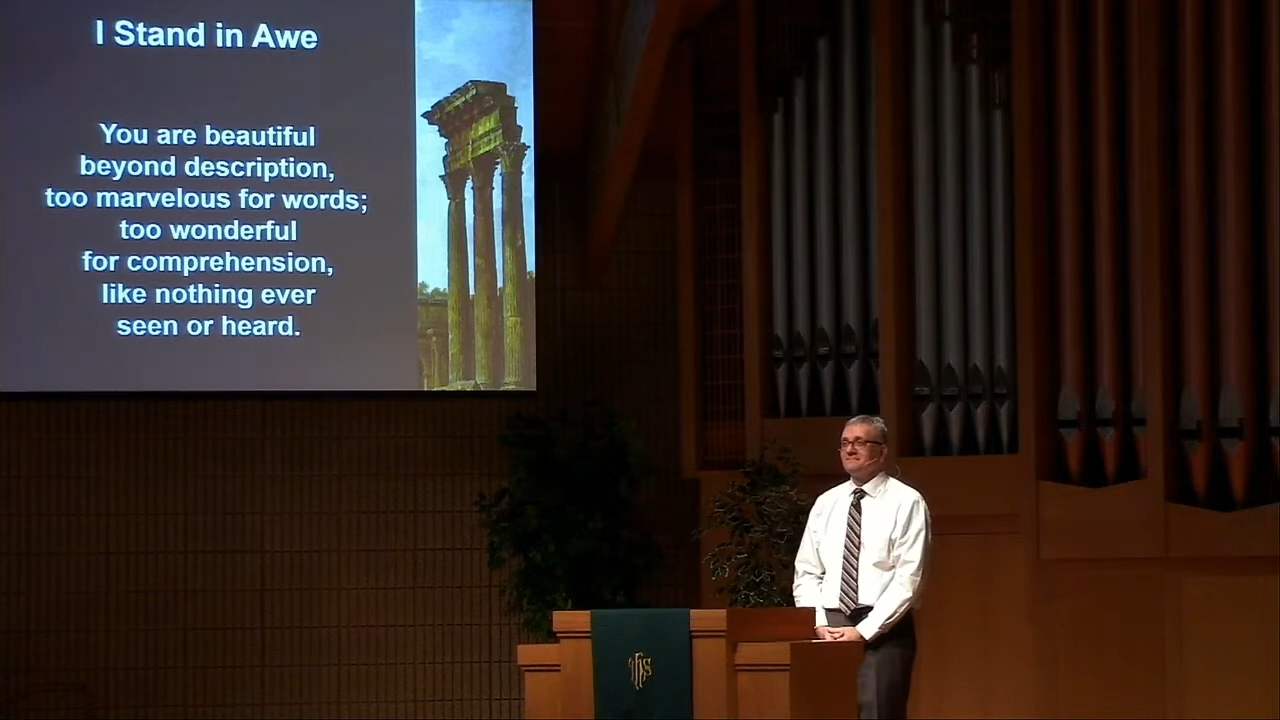 I Stand in Awe
You are beautiful
beyond description,
too marvelous for words;
too wonderful
for comprehension,
like nothing ever
seen or heard.
IHS